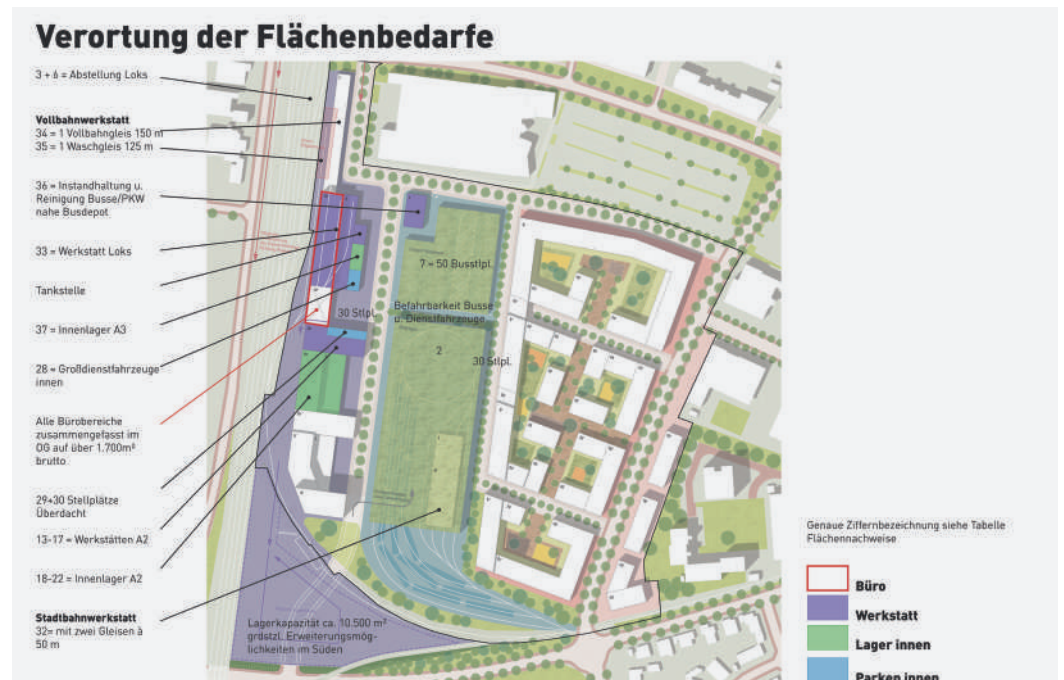 Verortung der Flächenbedarfe
3 + 6 = Abstellung Loks
Vollbahnwerkstatt
34 = 1 Vollbahngleis 150 m
35 = 1 Waschgleis 125 m
36 = Instandhaltung u.
Reinigung Busse/PKW
nahe Busdepot
33 = Werkstatt Loks
Tankstelle
37 = Innenlager A3
28 = Großdienstfahrzeuge
innen
Alle Bürobereiche
zusammengefasst im
OG auf über 1.700m²
brutto
29+30 Stellplätze
Überdacht
13-17 = Werkstätten A2
18-22 = Innenlager A2
Stadtbahnwerkstatt
32= mit zwei Gleisen à
50 m
7 = 50 Busstlpl.
Befahrbarkeit Busse
u. Dienstfahrzeuge
30 Stlpl.
2
30 Stlpl.
Lagerkapazität ca. 10.500 m²
grdstzl. Erweiterungsmög-
lichkeiten im Süden
Genaue Ziffernbezeichnung siehe Tabelle
Flächennachweise
Büro
Werkstatt
Lager innen
Parken innen